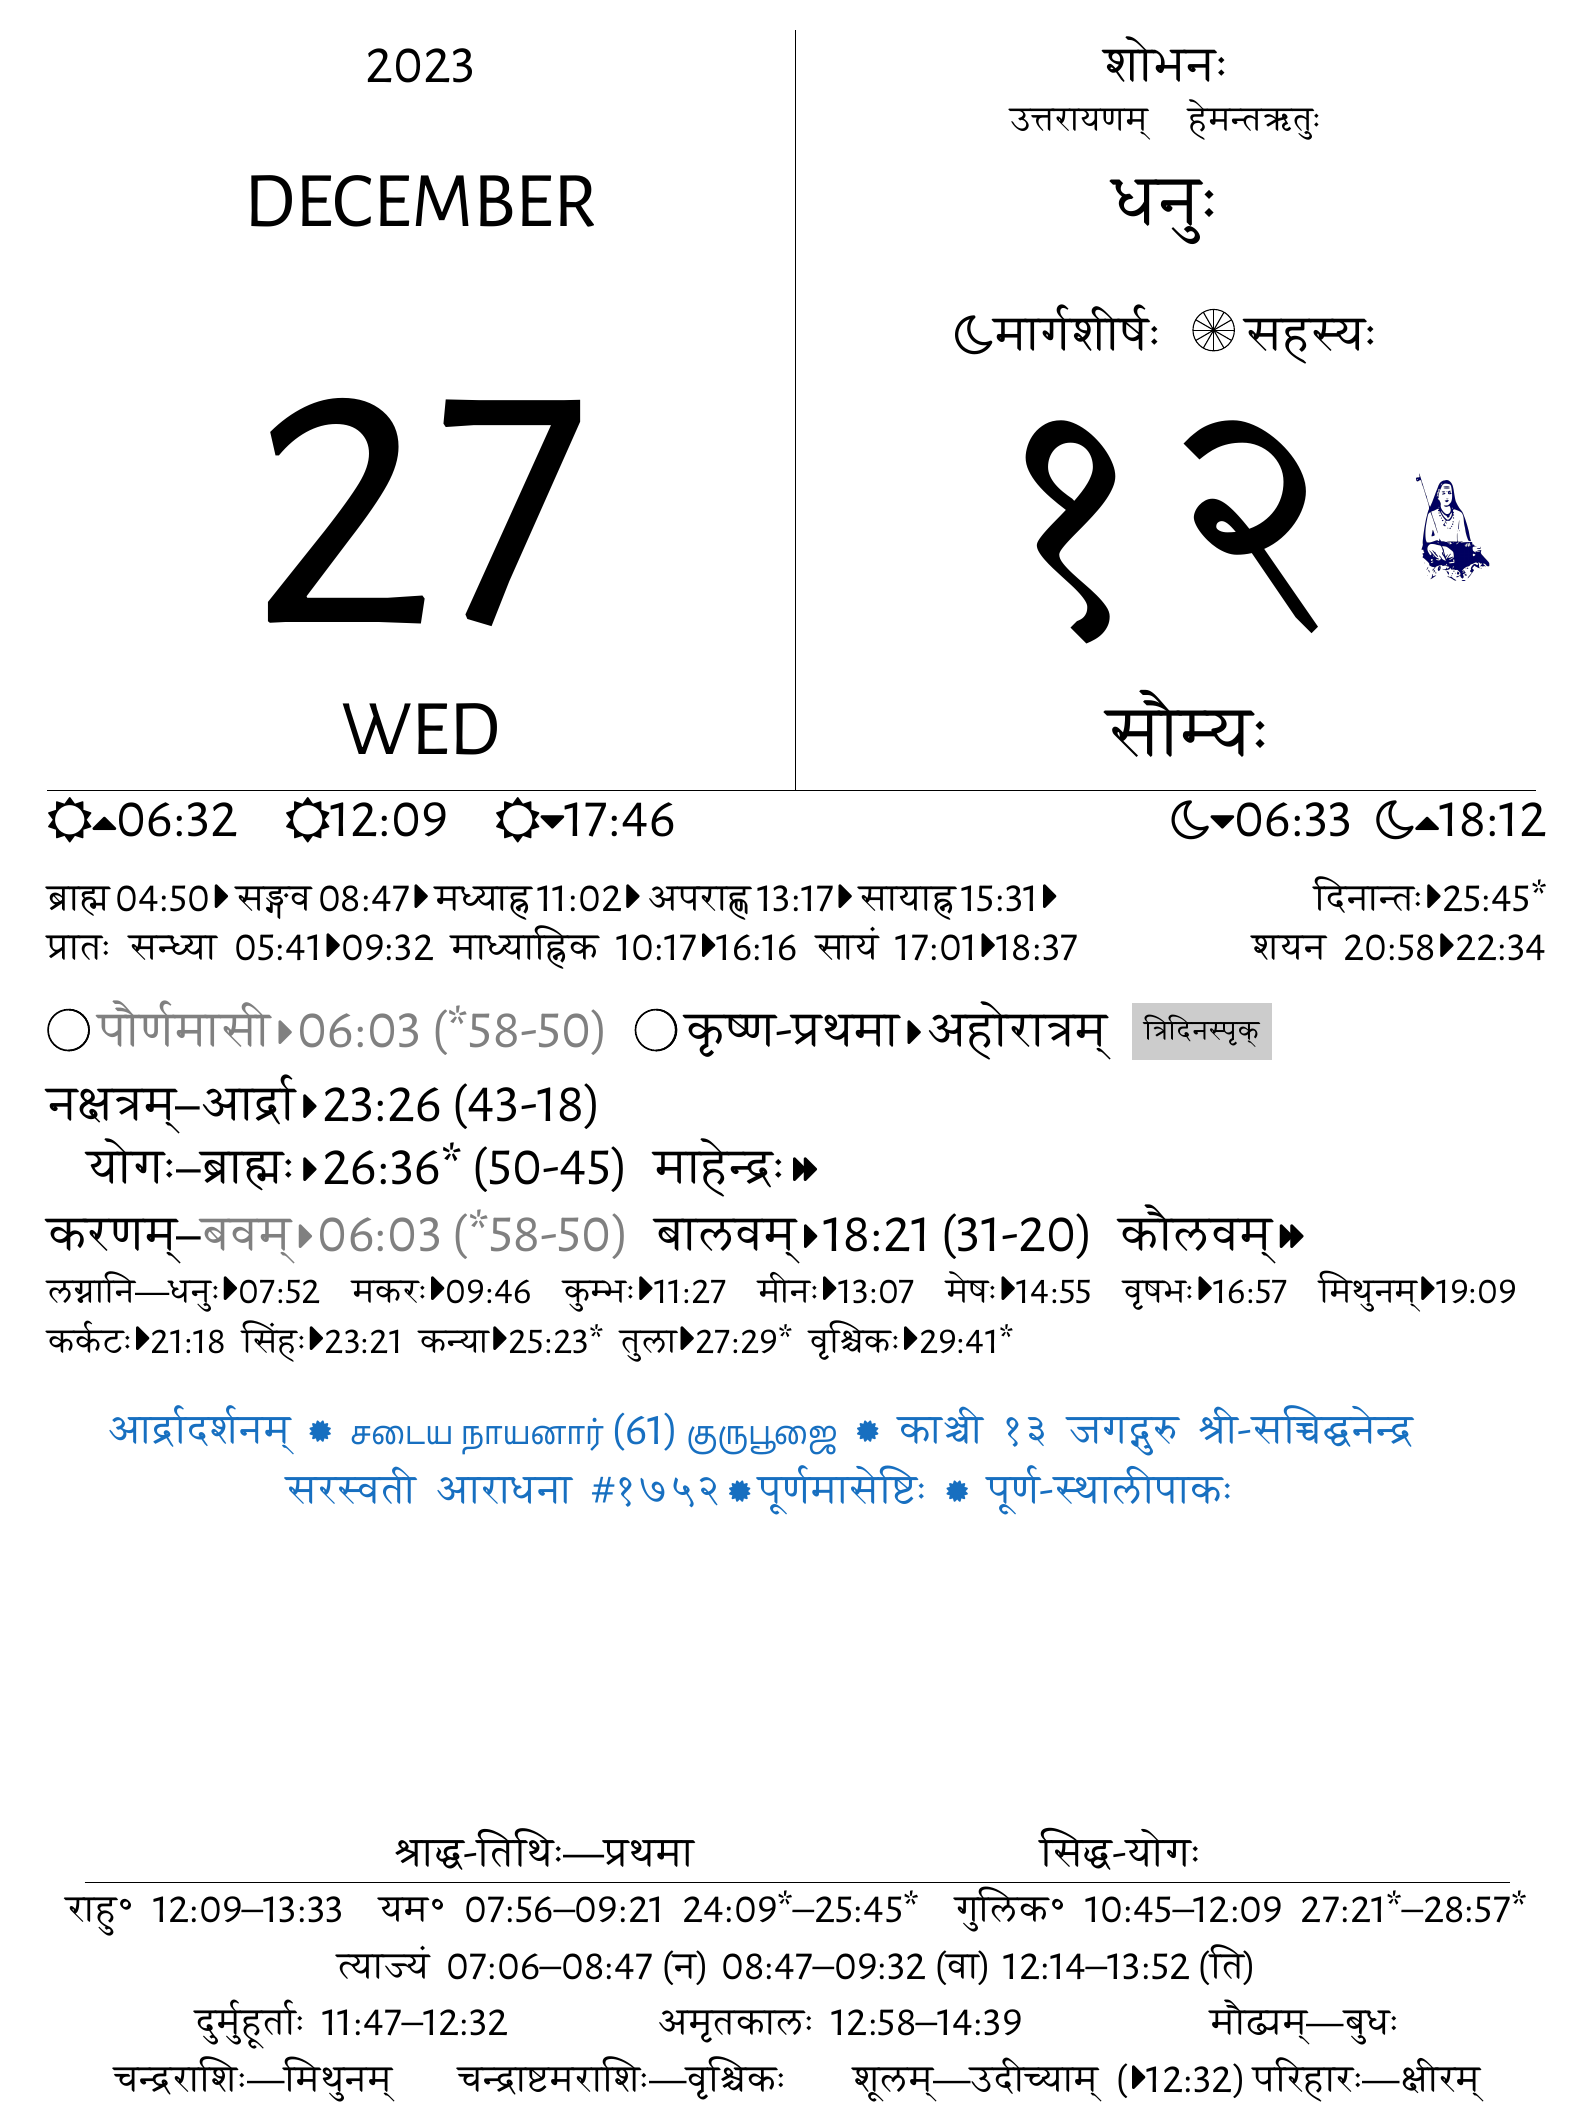 2023
DECEMBER
27
WED
शोभनः
उत्तरायणम् हेमन्तऋतुः
धनुः
मार्गशीर्षः सहस्यः
१२
सौम्यः
06:32 12:09 17:46 06:33 18:12
ब्राह्म 04:50 सङ्गव 08:47 मध्याह्न 11:02 अपराह्ण 13:17 सायाह्न 15:31 दिनान्तः 25:45*
प्रातः सन्ध्या 05:41 09:32 माध्याह्निक 10:17 16:16 सायं 17:01 18:37 शयन 20:58 22:34
पौर्णमासी 06:03 (*58-50) कृष्ण-प्रथमा अहोरात्रम् त्रिदिनस्पृक्
नक्षत्रम्–आर्द्रा 23:26 (43-18)
योगः–ब्राह्मः 26:36* (50-45) माहेन्द्रः
करणम्–बवम् 06:03 (*58-50) बालवम् 18:21 (31-20) कौलवम्
लग्नानि—धनुः 07:52 मकरः 09:46 कुम्भः 11:27 मीनः 13:07 मेषः 14:55 वृषभः 16:57 मिथुनम् 19:09
कर्कटः 21:18 सिंहः 23:21 कन्या 25:23* तुला 27:29* वृश्चिकः 29:41*
आर्द्रादर्शनम् ✹ சடைய நாயனார் (61) குருபூஜை ✹ काञ्ची १३ जगद्गुरु श्री-सच्चिद्घनेन्द्र
सरस्वती आराधना #१७५२ ✹ पूर्णमासेष्टिः ✹ पूर्ण-स्थालीपाकः
श्राद्ध-तिथिः—प्रथमा सिद्ध-योगः
राहु॰ 12:09–13:33 यम॰ 07:56–09:21 24:09*–25:45* गुलिक॰ 10:45–12:09 27:21*–28:57*
त्याज्यं 07:06–08:47 (न) 08:47–09:32 (वा) 12:14–13:52 (ति)
दुर्मुहूर्ताः 11:47–12:32 अमृतकालः 12:58–14:39 मौढ्यम्—बुधः
चन्द्रराशिः—मिथुनम् चन्द्राष्टमराशिः—वृश्चिकः शूलम्—उदीच्याम् (12:32) परिहारः—क्षीरम्